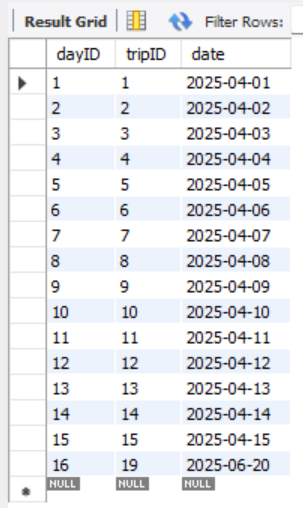 Result Grid Filter Rows:
dayID tripID date
1 1 2025-04-01
2 2 2025-04-02
3 3 2025-04-03
4 4 2025-04-04
5 5 2025-04-05
6 6 2025-04-06
7 7 2025-04-07
8 8 2025-04-08
9 9 2025-04-09
10 10 2025-04-10
11 11 2025-04-11
12 12 2025-04-12
13 13 2025-04-13
14 14 2025-04-14
15 15 2025-04-15
16 19 2025-06-20
NULL NULL NULL